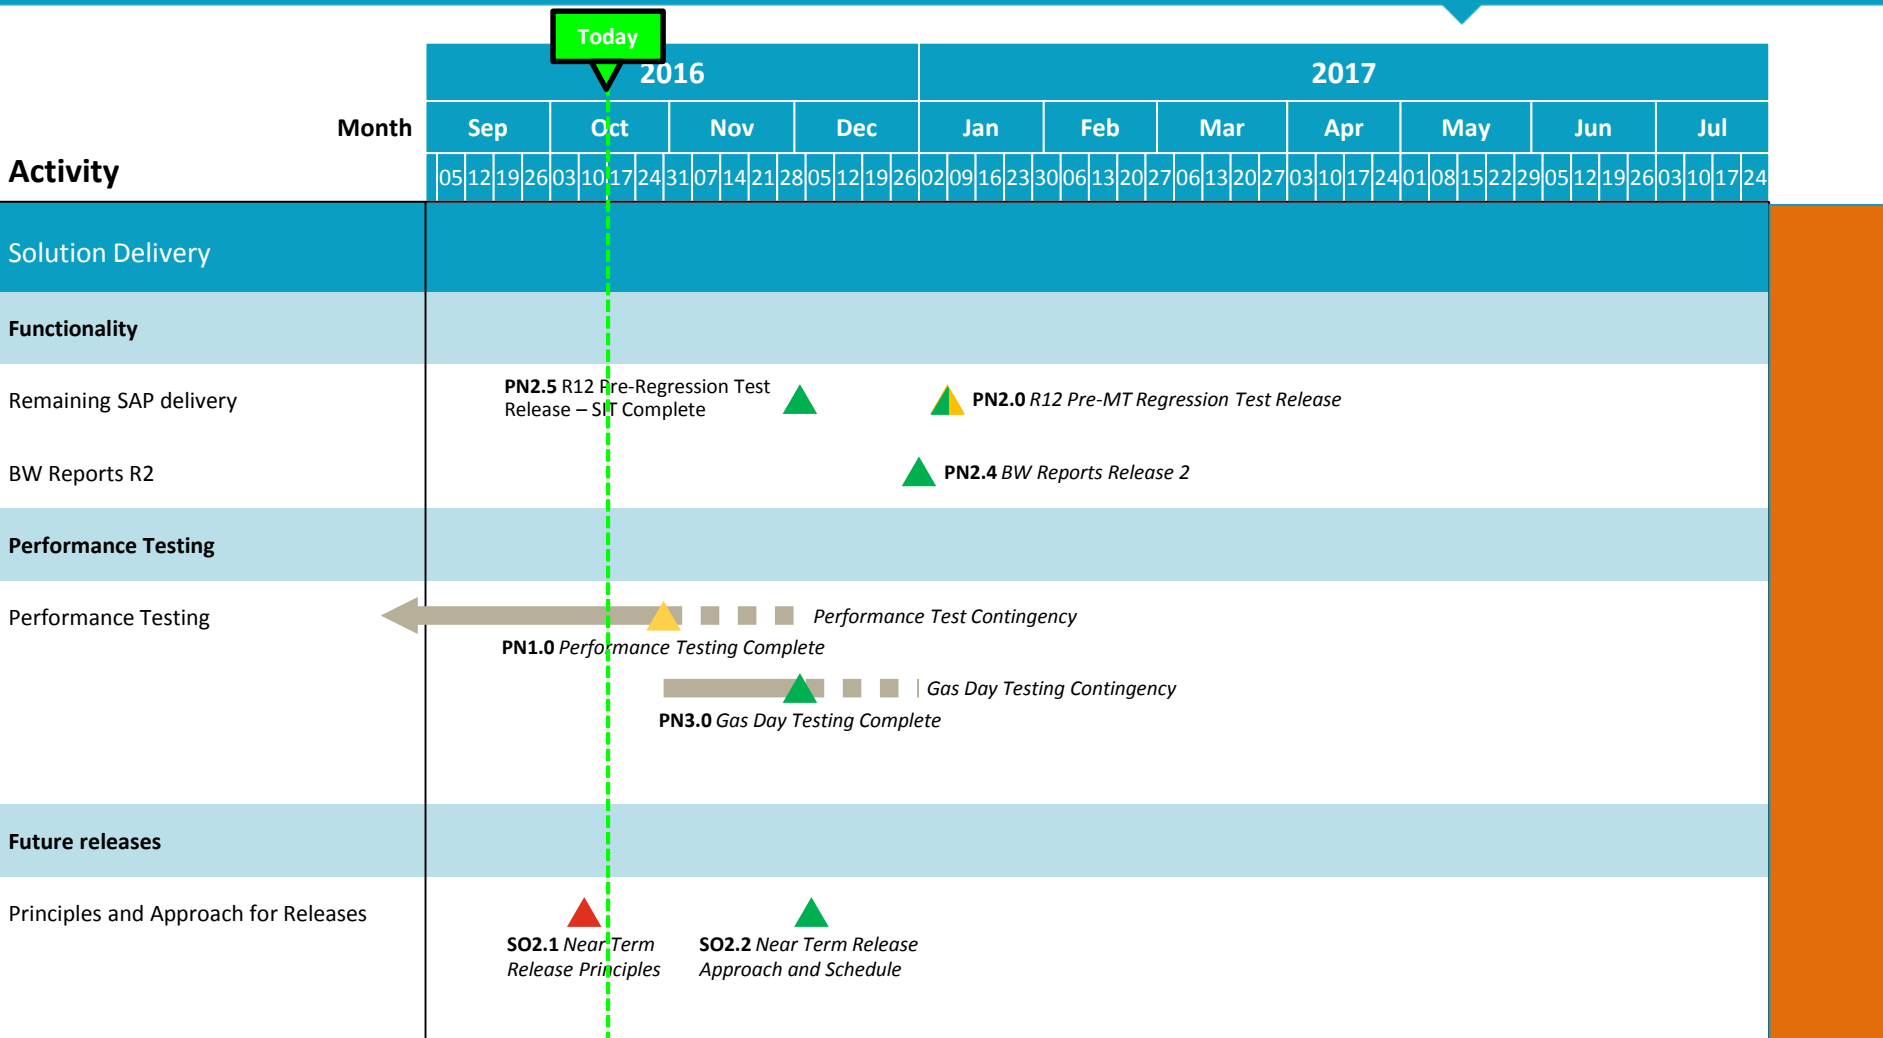 Today
2016
2017
Month
Sep Oct Nov Dec Jan Feb Mar Apr May Jun Jul
Activity
05 12 19 26 03 10 17 24 31 07 14 21 28 05 12 19 26 02 09 16 23 30 06 13 20 27 06 13 20 27 03 10 17 24 01 08 15 22 29 05 12 19 26 03 10 17 24
Solution Delivery
Functionality
Remaining SAP delivery
PN2.5 R12 Pre-Regression Test
Release – SIT Complete
PN2.0 R12 Pre-MT Regression Test Release
BW Reports R2
PN2.4 BW Reports Release 2
Performance Testing
Performance Testing
Performance Test Contingency
PN1.0 Performance Testing Complete
Gas Day Testing Contingency
PN3.0 Gas Day Testing Complete
Future releases
Principles and Approach for Releases
SO2.1 Near Term
Release Principles
SO2.2 Near Term Release
Approach and Schedule